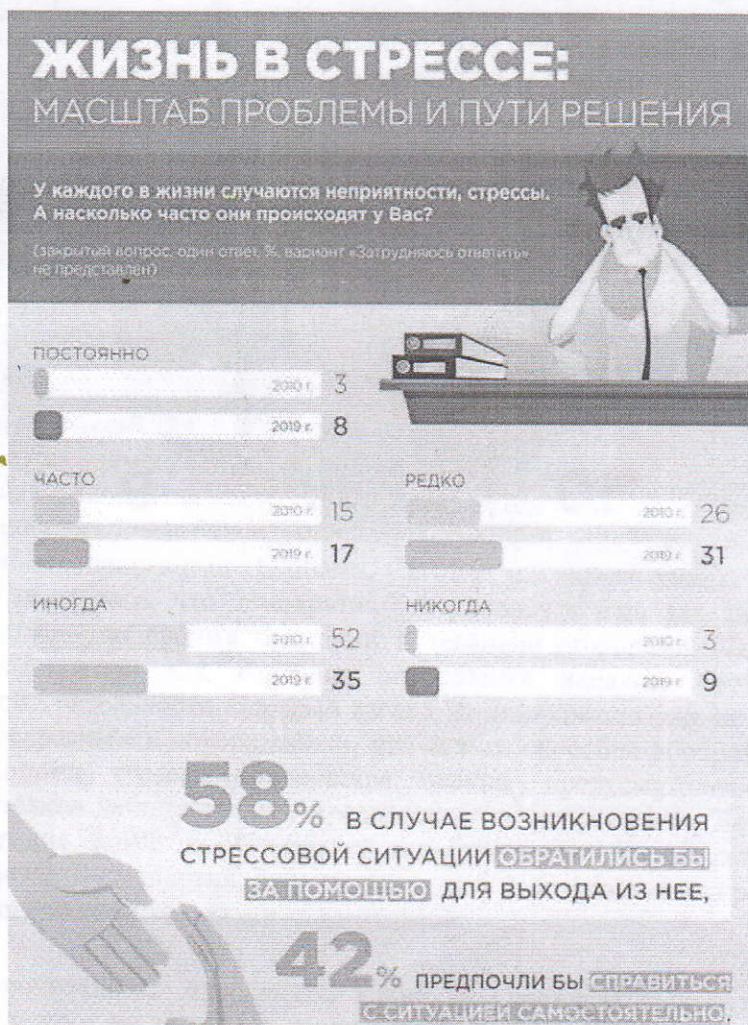 ЖИЗНЬ В СТРЕССЕ:
МАСШТАБ ПРОБЛЕМЫ И ПУТИ РЕШЕНИЯ
У каждого в жизни случаются неприятности, стрессы.
А насколько часто они происходят у Вас?
(закрытый вопрос, один ответ, %, вариант «Затрудняюсь ответить»
не представлен)
ПОСТОЯННО
2010 г. 3
2019 г. 8
ЧАСТО
2010 г. 15
2019 г. 17
ИНОГДА
2010 г. 52
2019 г. 35
РЕДКО
2010 г. 26
2019 г. 31
НИКОГДА
2010 г. 3
2019 г. 9
58% В СЛУЧАЕ ВОЗНИКНОВЕНИЯ
СТРЕССОВОЙ СИТУАЦИИ ОБРАТИЛИСЬ БЫ
ЗА ПОМОЩЬЮ ДЛЯ ВЫХОДА ИЗ НЕЕ,
42% ПРЕДПОЧЛИ БЫ СПРАВИТЬСЯ
С СИТУАЦИЕЙ САМОСТОЯТЕЛЬНО.